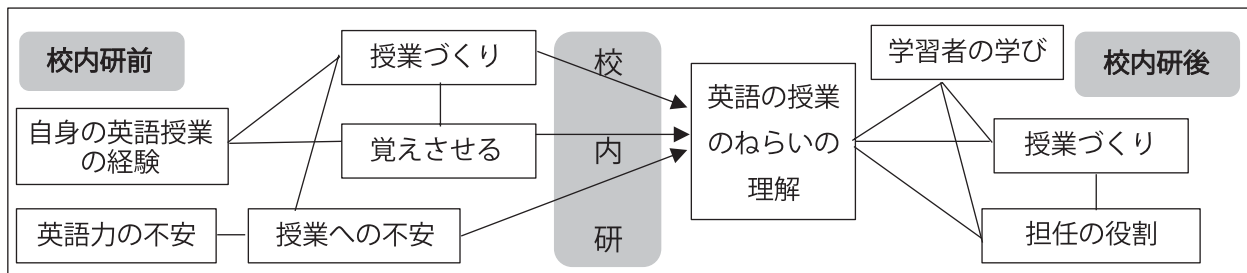 校内研前
自身の英語授業
の経験
英語力の不安
授業への不安
授業づくり
覚えさせる
校
内
研
英語の授業
のねらいの
理解
学習者の学び
校内研後
授業づくり
担任の役割